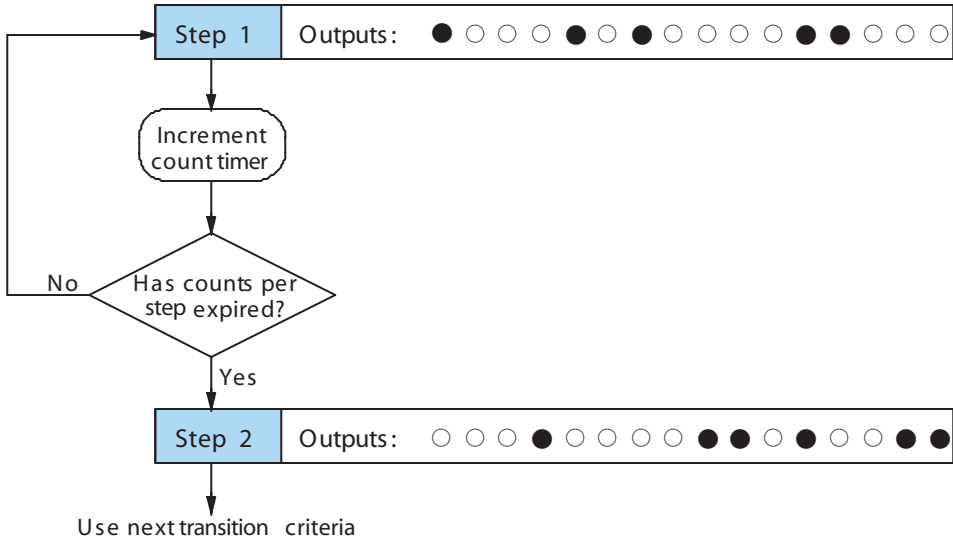 Step 1 Outputs:
Increment
count timer
No
Has counts per
step expired?
Yes
Step 2 Outputs:
Use next transition criteria